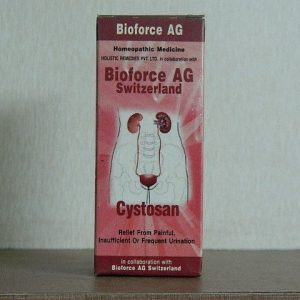 Bioforce AG
Homeopathic Medicine
HOLISTIC REMEDIES PVT. LTD. in collaboration with
Bioforce AG
Switzerland
Cystosan
Relief From Painful,
Insufficient Or Frequent Urination
in collaboration with
Bioforce AG Switzerland